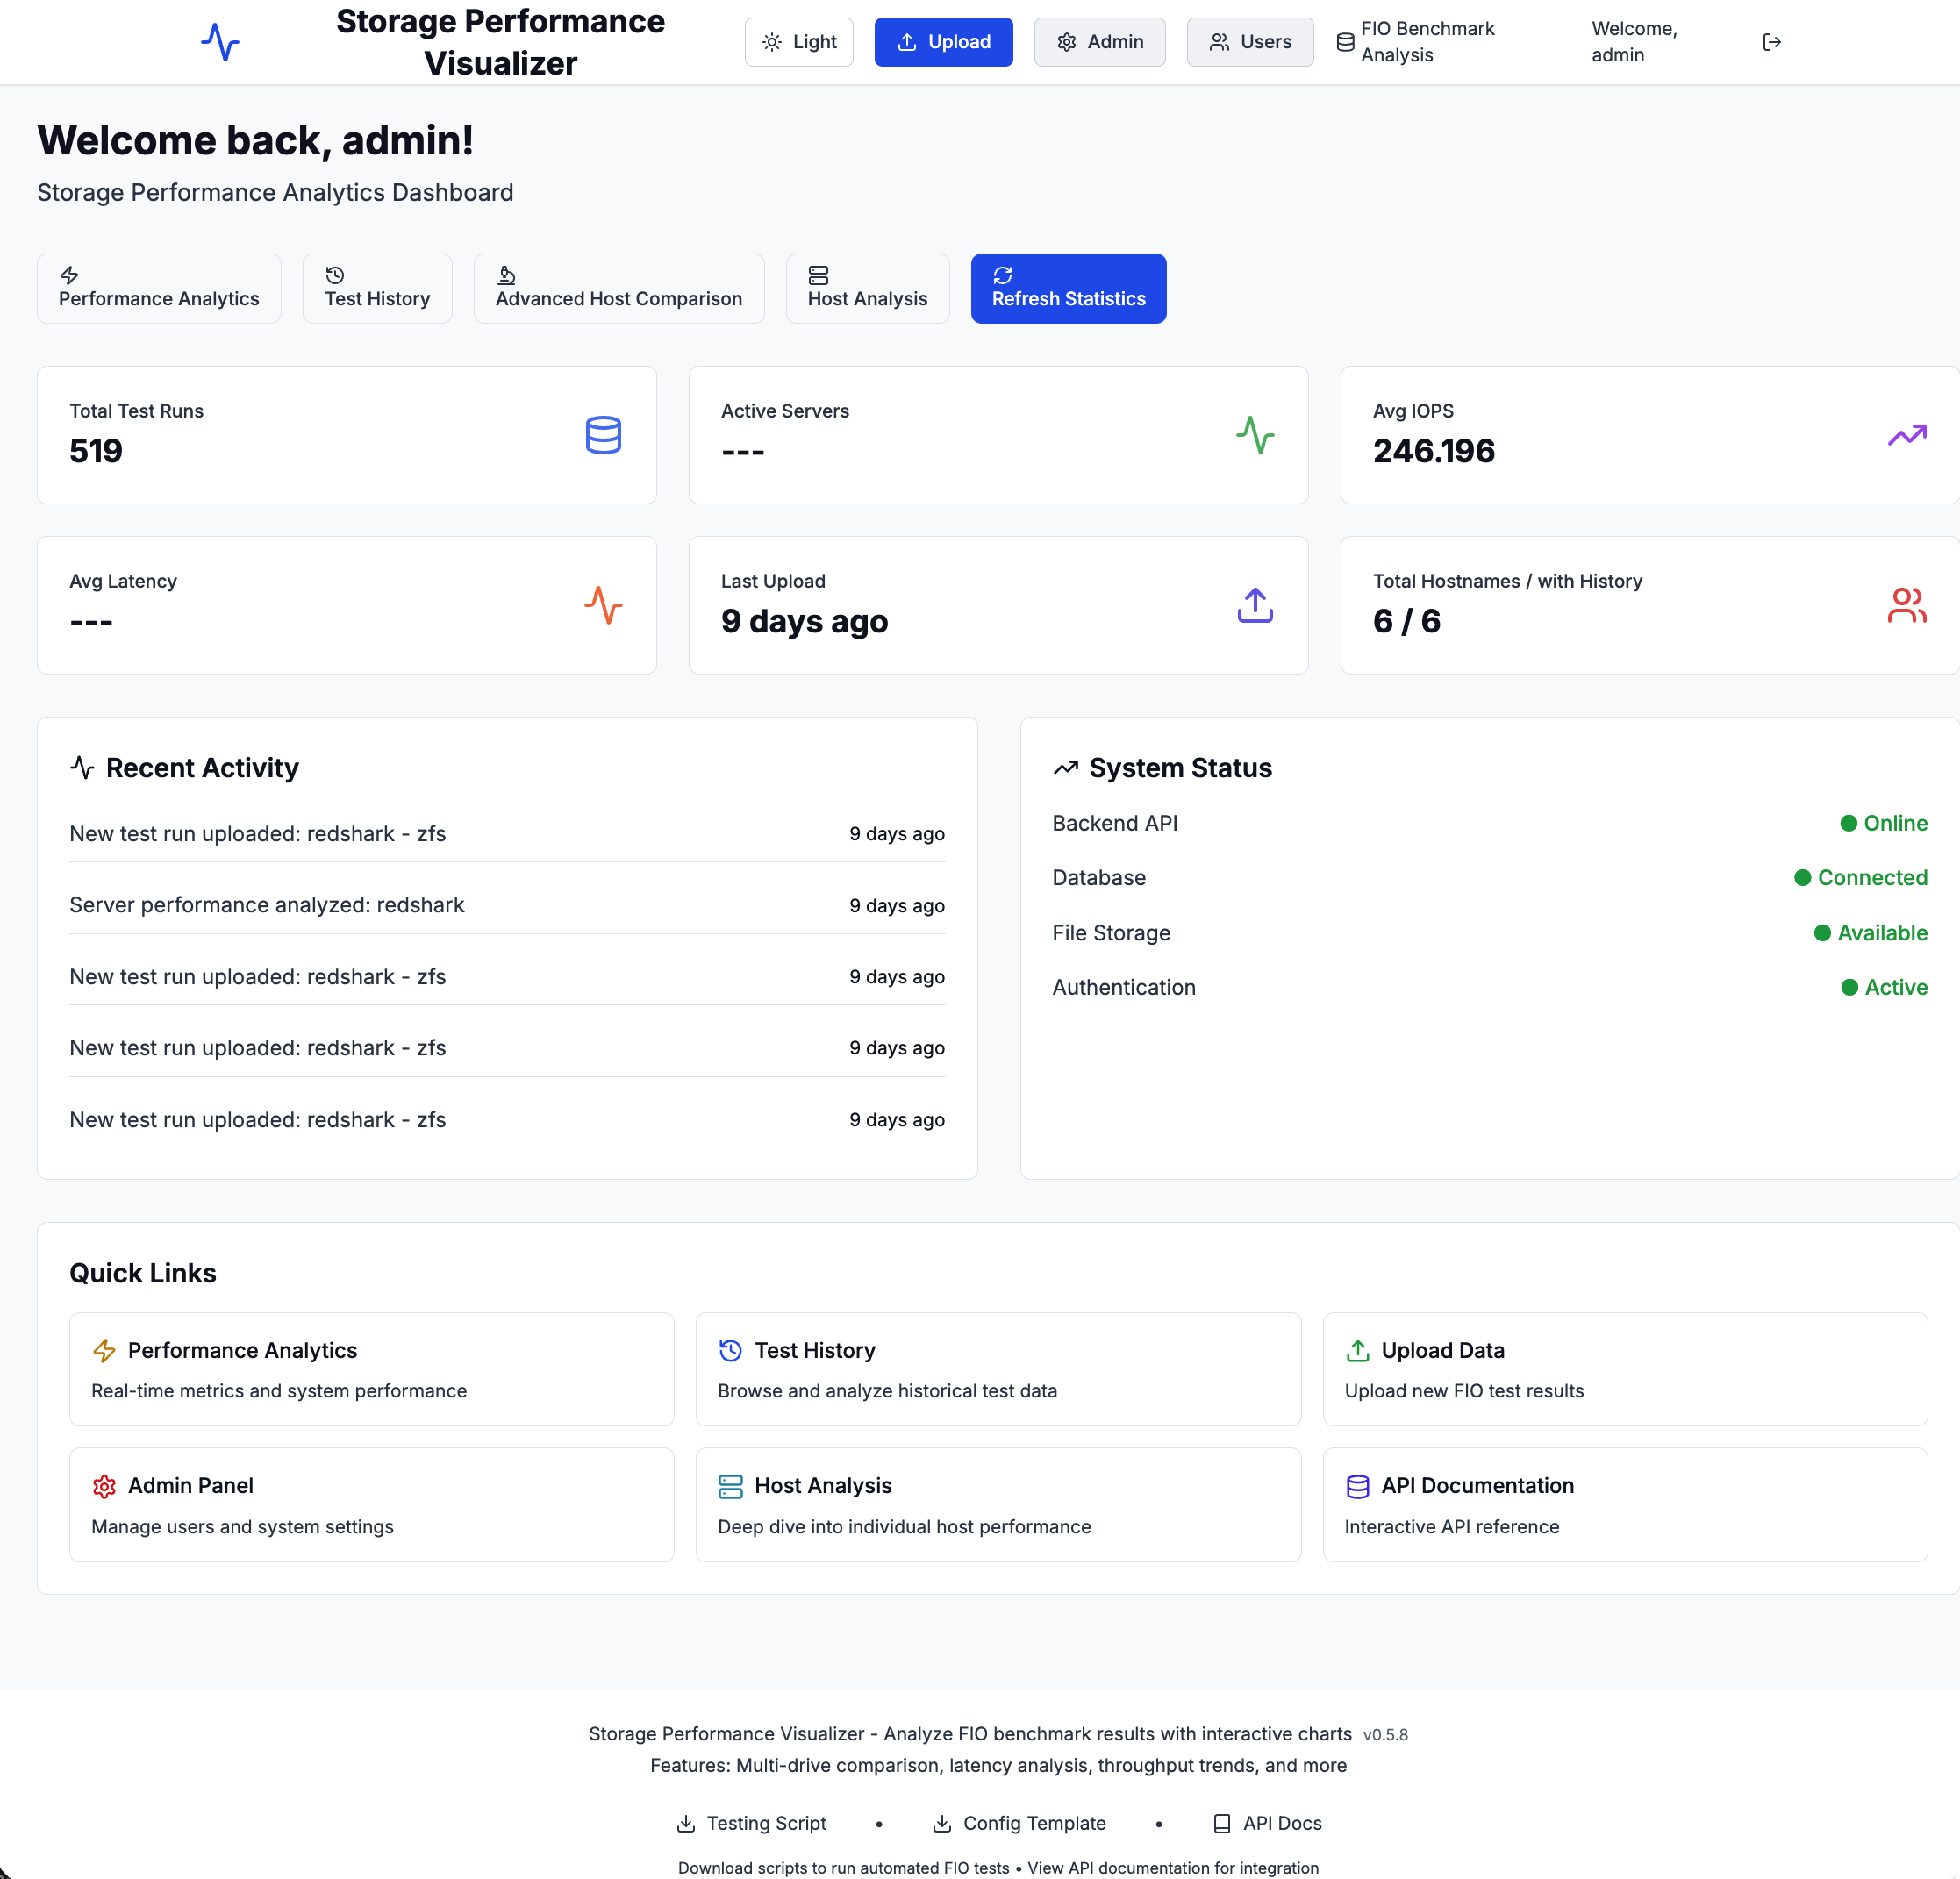 Storage Performance
Visualizer
Light
Upload
Admin
Users
FIO Benchmark
Analysis
Welcome,
admin
Welcome back, admin!
Storage Performance Analytics Dashboard
Performance Analytics
Test History
Advanced Host Comparison
Host Analysis
Refresh Statistics
Total Test Runs
519
Active Servers
---
Avg IOPS
246.196
Avg Latency
---
Last Upload
9 days ago
Total Hostnames / with History
6 / 6
Recent Activity
New test run uploaded: redshark - zfs 9 days ago
Server performance analyzed: redshark 9 days ago
New test run uploaded: redshark - zfs 9 days ago
New test run uploaded: redshark - zfs 9 days ago
New test run uploaded: redshark - zfs 9 days ago
System Status
Backend API Online
Database Connected
File Storage Available
Authentication Active
Quick Links
Performance Analytics
Real-time metrics and system performance
Test History
Browse and analyze historical test data
Upload Data
Upload new FIO test results
Admin Panel
Manage users and system settings
Host Analysis
Deep dive into individual host performance
API Documentation
Interactive API reference
Storage Performance Visualizer - Analyze FIO benchmark results with interactive charts v0.5.8
Features: Multi-drive comparison, latency analysis, throughput trends, and more
Testing Script • Config Template • API Docs
Download scripts to run automated FIO tests • View API documentation for integration